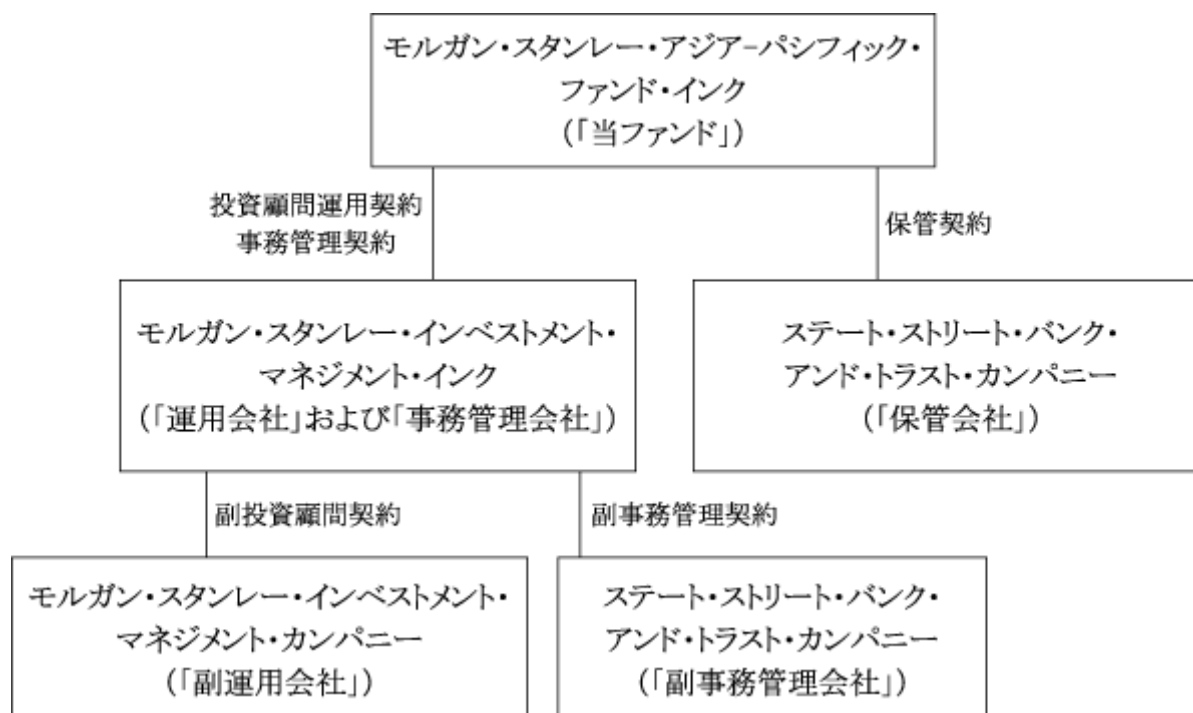 モルガン・スタンレー・アジア-パシフィック・
ファンド・インク
(「当ファンド」)
投資顧問運用契約
事務管理契約
保管契約
モルガン・スタンレー・インベストメント・
マネジメント・インク
(「運用会社」および「事務管理会社」)
ステート・ストリート・バンク・
アンド・トラスト・カンパニー
(「保管会社」)
副投資顧問契約
副事務管理契約
モルガン・スタンレー・インベストメント・
マネジメント・カンパニー
(「副運用会社」)
ステート・ストリート・バンク・
アンド・トラスト・カンパニー
(「副事務管理会社」)